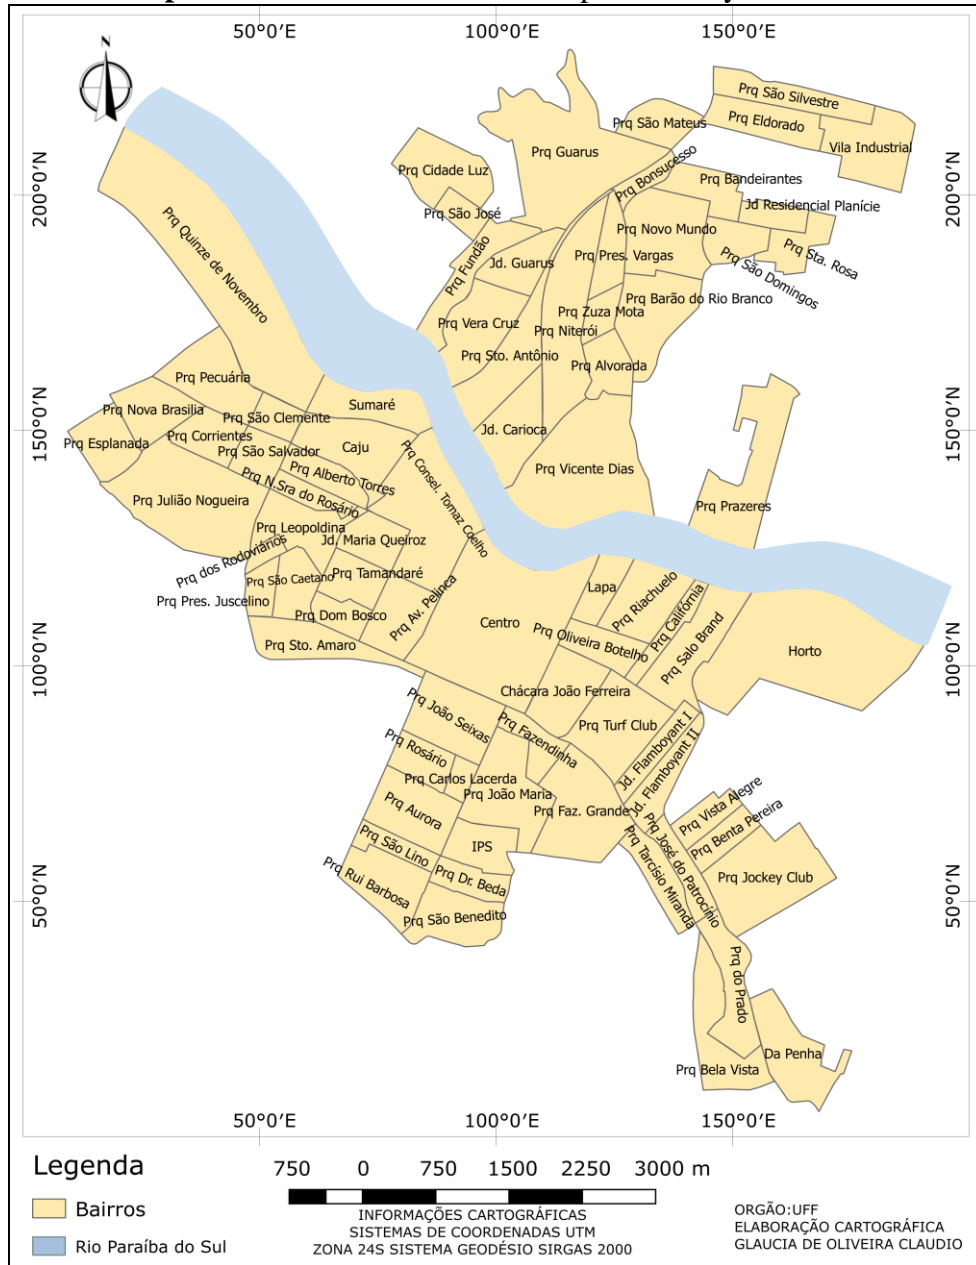 50°0'E 100°0'E 150°0'E
N
Prq São Silvestre
Prq São Mateus
Prq Eldorado
Vila Industrial
Prq Guarus
Prq Bonsucesso
Prq Cidade Luz
Prq Bandeirantes
200°0'N
200°0'N
Prq São José
Jd Residencial Planície
Prq Quinze de Novembro
Prq Novo Mundo
Prq Fundão
Jd. Guarus
Prq Pres. Vargas
Prq São Domingos
Prq Sta. Rosa
Prq Barão do Rio Branco
Prq Zuza Mota
Prq Vera Cruz
Prq Niterói
Prq Sto. Antônio
Prq Alvorada
Prq Pecuária
Prq Nova Brasilia
Prq São Clemente
Sumaré
150°0'N
150°0'N
Prq Esplanada
Prq Corrientes
Prq São Salvador
Caju
Jd. Carioca
Prq Alberto Torres
Prq Vicente Dias
Prq N.Sra do Rosário
Prq Consel. Tomaz Coelho
Prq Julião Nogueira
Prq Prazeres
Prq Leopoldina
Jd. Maria Queiroz
Prq dos Rodoviários
Prq São Caetano
Prq Tamandaré
Prq Pres. Juscelino
Prq Dom Bosco
Prq Av. Pelinca
Lapa
Prq Riachuelo
Prq California
Centro
Prq Oliveira Botelho
Prq Salo Brand
Prq Sto. Amaro
Horto
100°0'N
100°0'N
Chácara João Ferreira
Prq João Seixas
Prq Fazendinha
Prq Turf Club
Jd. Flamboyant I
Jd. Flamboyant II
Prq Rosário
Prq Carlos Lacerda
Prq João Maria
Prq Faz. Grande
Prq Aurora
Prq Vista Alegre
Prq Benta Pereira
Prq São Lino
IPS
Prq Tarcísio Miranda
Prq José do Patrocínio
Prq Rui Barbosa
Prq Dr. Beda
Prq Jockey Club
50°0'N
50°0'N
Prq São Benedito
Prq do Prado
Da Penha
Prq Bela Vista
50°0'E 100°0'E 150°0'E
Legenda
Bairros
Rio Paraíba do Sul
750 0 750 1500 2250 3000 m
INFORMAÇÕES CARTOGRÁFICAS
SISTEMAS DE COORDENADAS UTM
ZONA 24S SISTEMA GEODÉSIO SIRGAS 2000
ORGÃO:UFF
ELABORAÇÃO CARTOGRÁFICA
GLAUCIA DE OLIVEIRA CLAUDIO